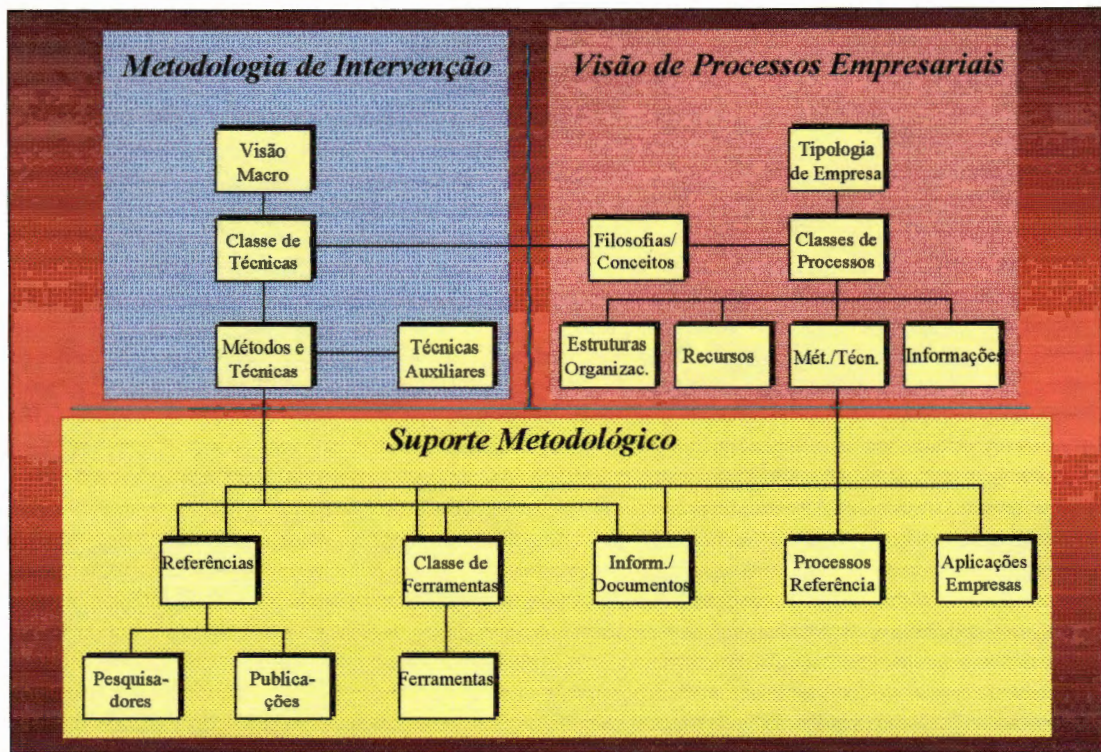 Metodologia de Intervenção
Visão
Macro
Classe de
Técnicas
Métodos e
Técnicas
Técnicas
Auxiliares
Visão de Processos Empresariais
Tipologia
de Empresa
Filosofias/
Conceitos
Classes de
Processos
Estruturas
Organizac.
Recursos
Mét./Técn.
Informações
Suporte Metodológico
Referências
Classe de
Ferramentas
Inform./
Documentos
Processos
Referência
Aplicações
Empresas
Pesquisa-
dores
Publica-
ções
Ferramentas